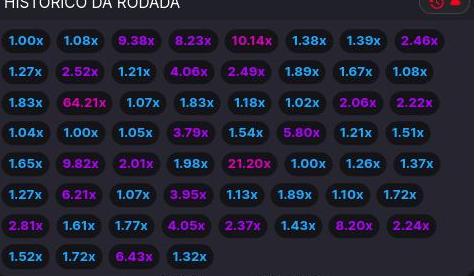 HISTÓRICO DA RODADA
1.00x 1.08x 9.38x 8.23x 10.14x 1.38x 1.39x 2.46x
1.27x 2.52x 1.21x 4.06x 2.49x 1.89x 1.67x 1.08x
1.83x 64.21x 1.07x 1.83x 1.18x 1.02x 2.06x 2.22x
1.04x 1.00x 1.05x 3.79x 1.54x 5.80x 1.21x 1.51x
1.65x 9.82x 2.01x 1.98x 21.20x 1.00x 1.26x 1.37x
1.27x 6.21x 1.07x 3.95x 1.13x 1.89x 1.10x 1.72x
2.81x 1.61x 1.77x 4.05x 2.37x 1.43x 8.20x 2.24x
1.52x 1.72x 6.43x 1.32x